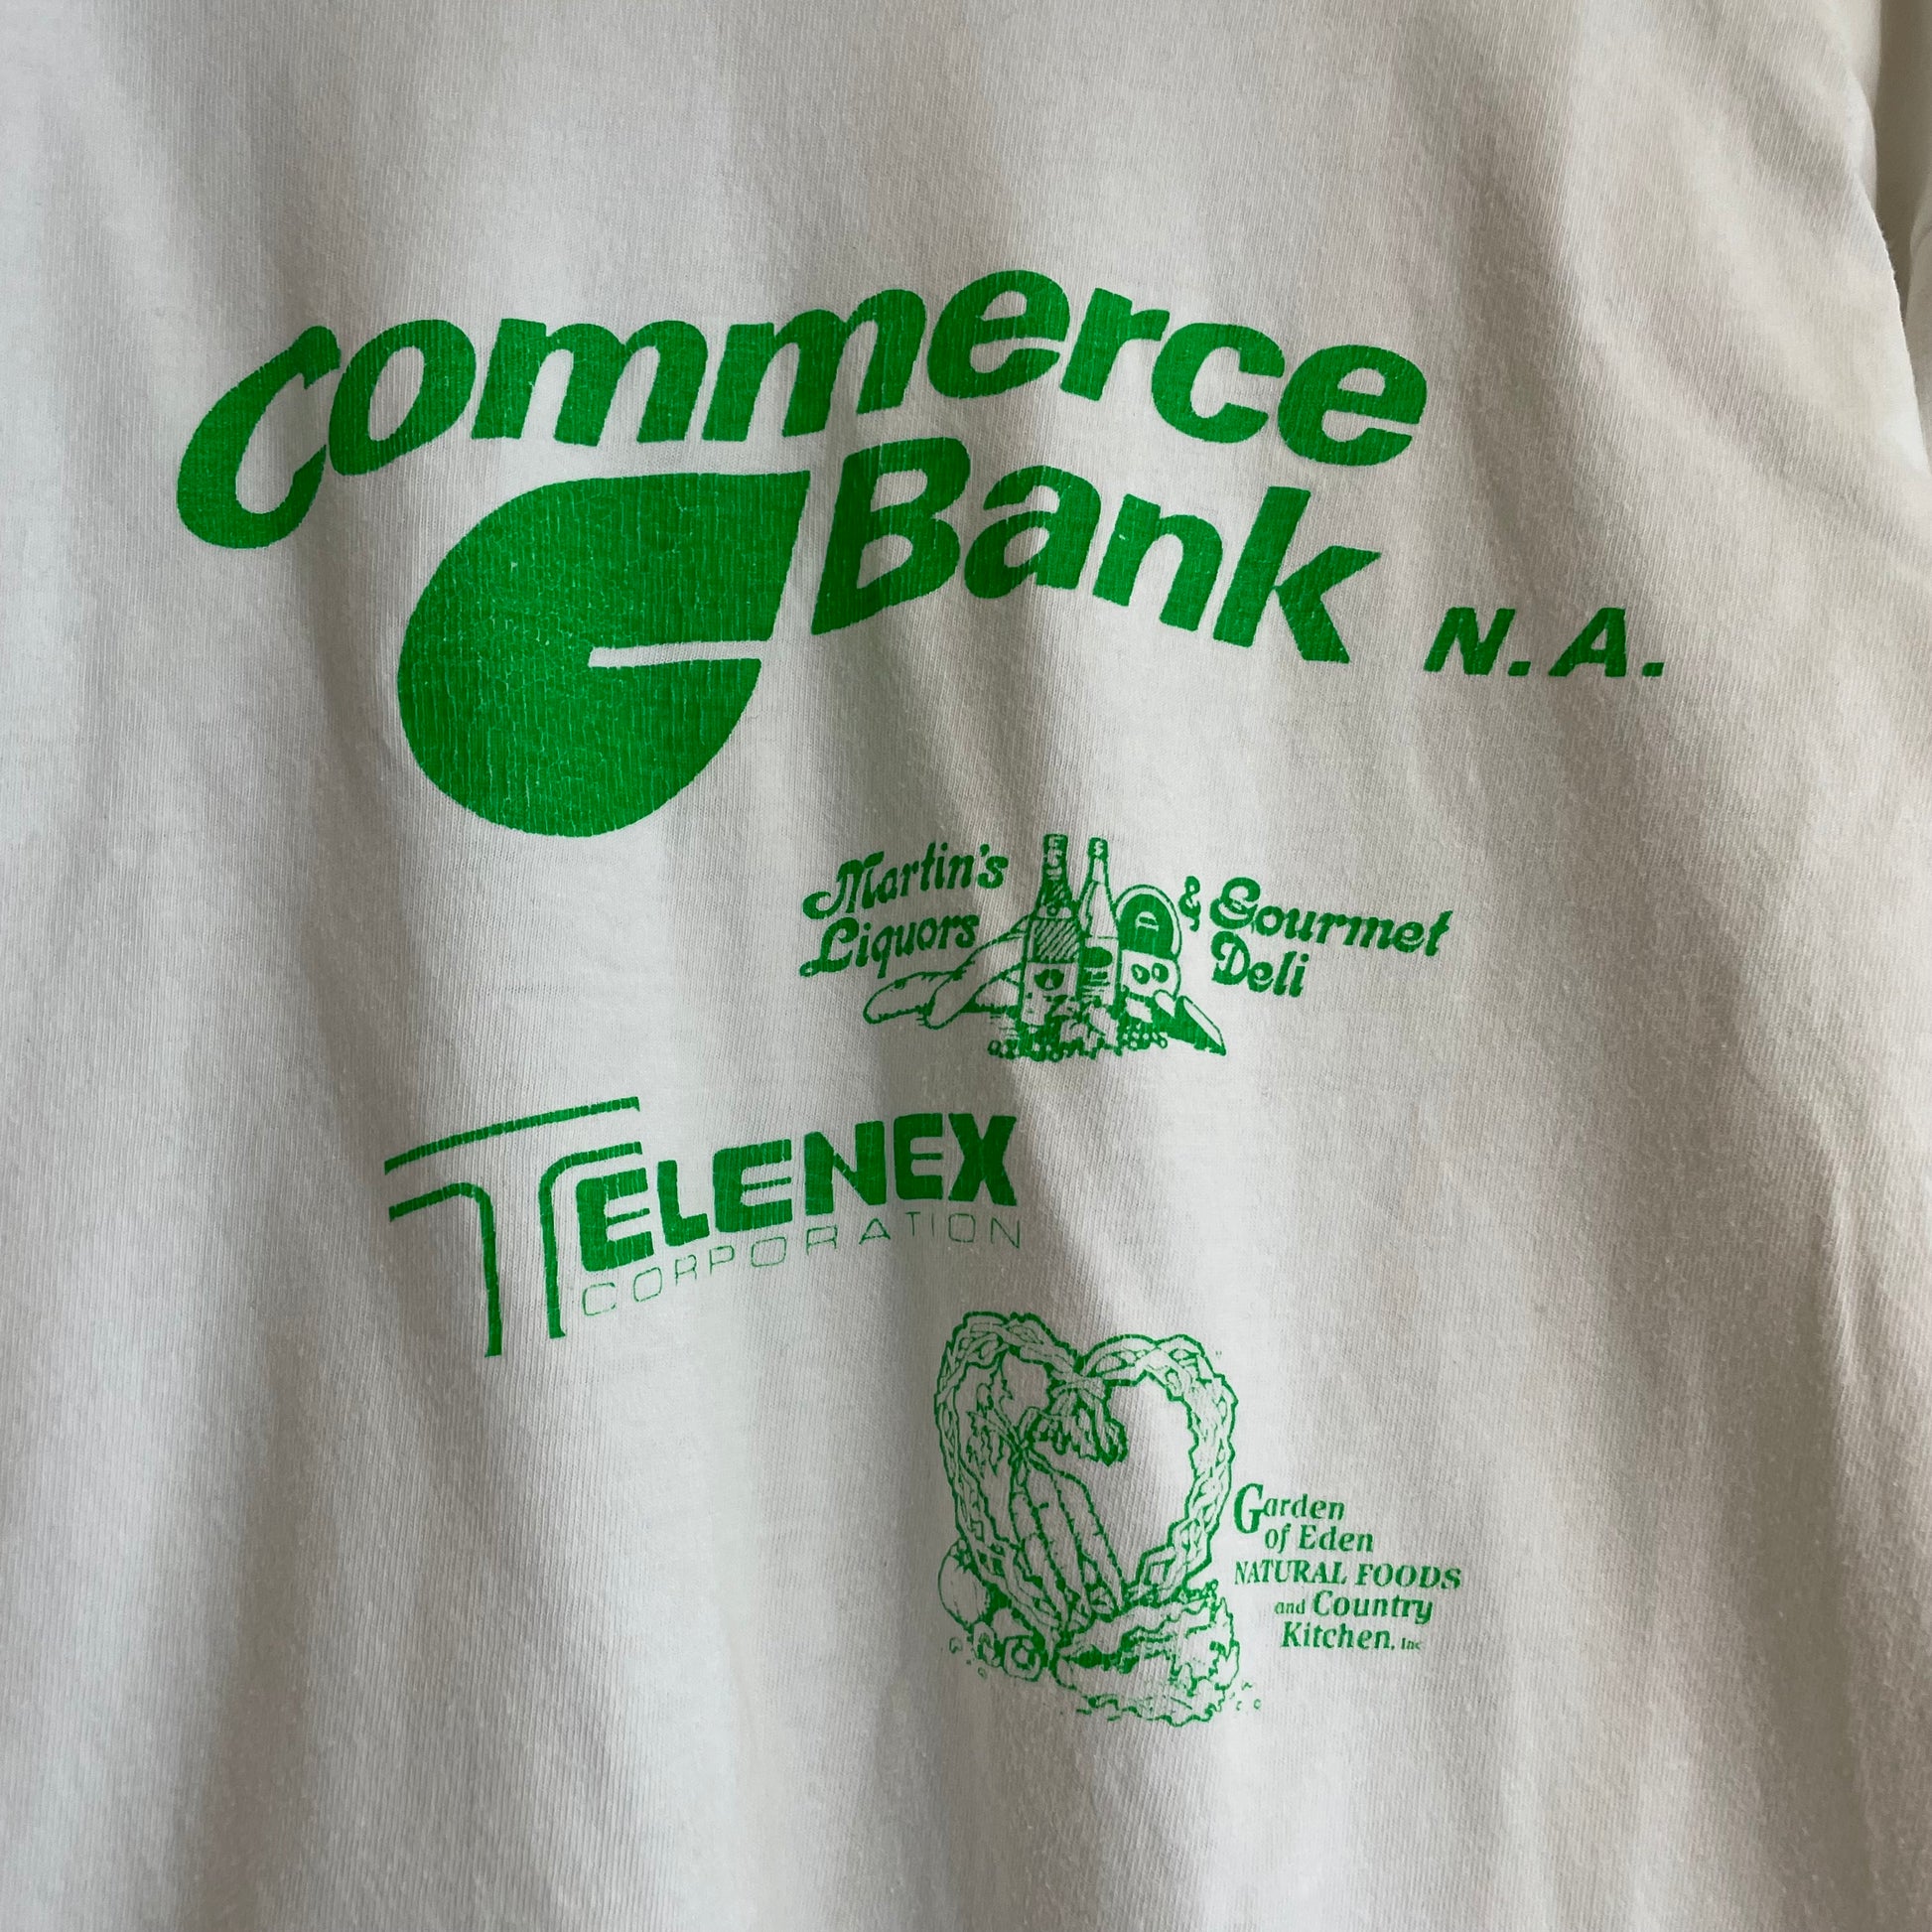 Commerce
Bank N.A.
Martin's & Gourmet
Liquors Deli
TELENEX
CORPORATION
Garden
of Eden
NATURAL FOODS
and Country
Kitchen, Inc